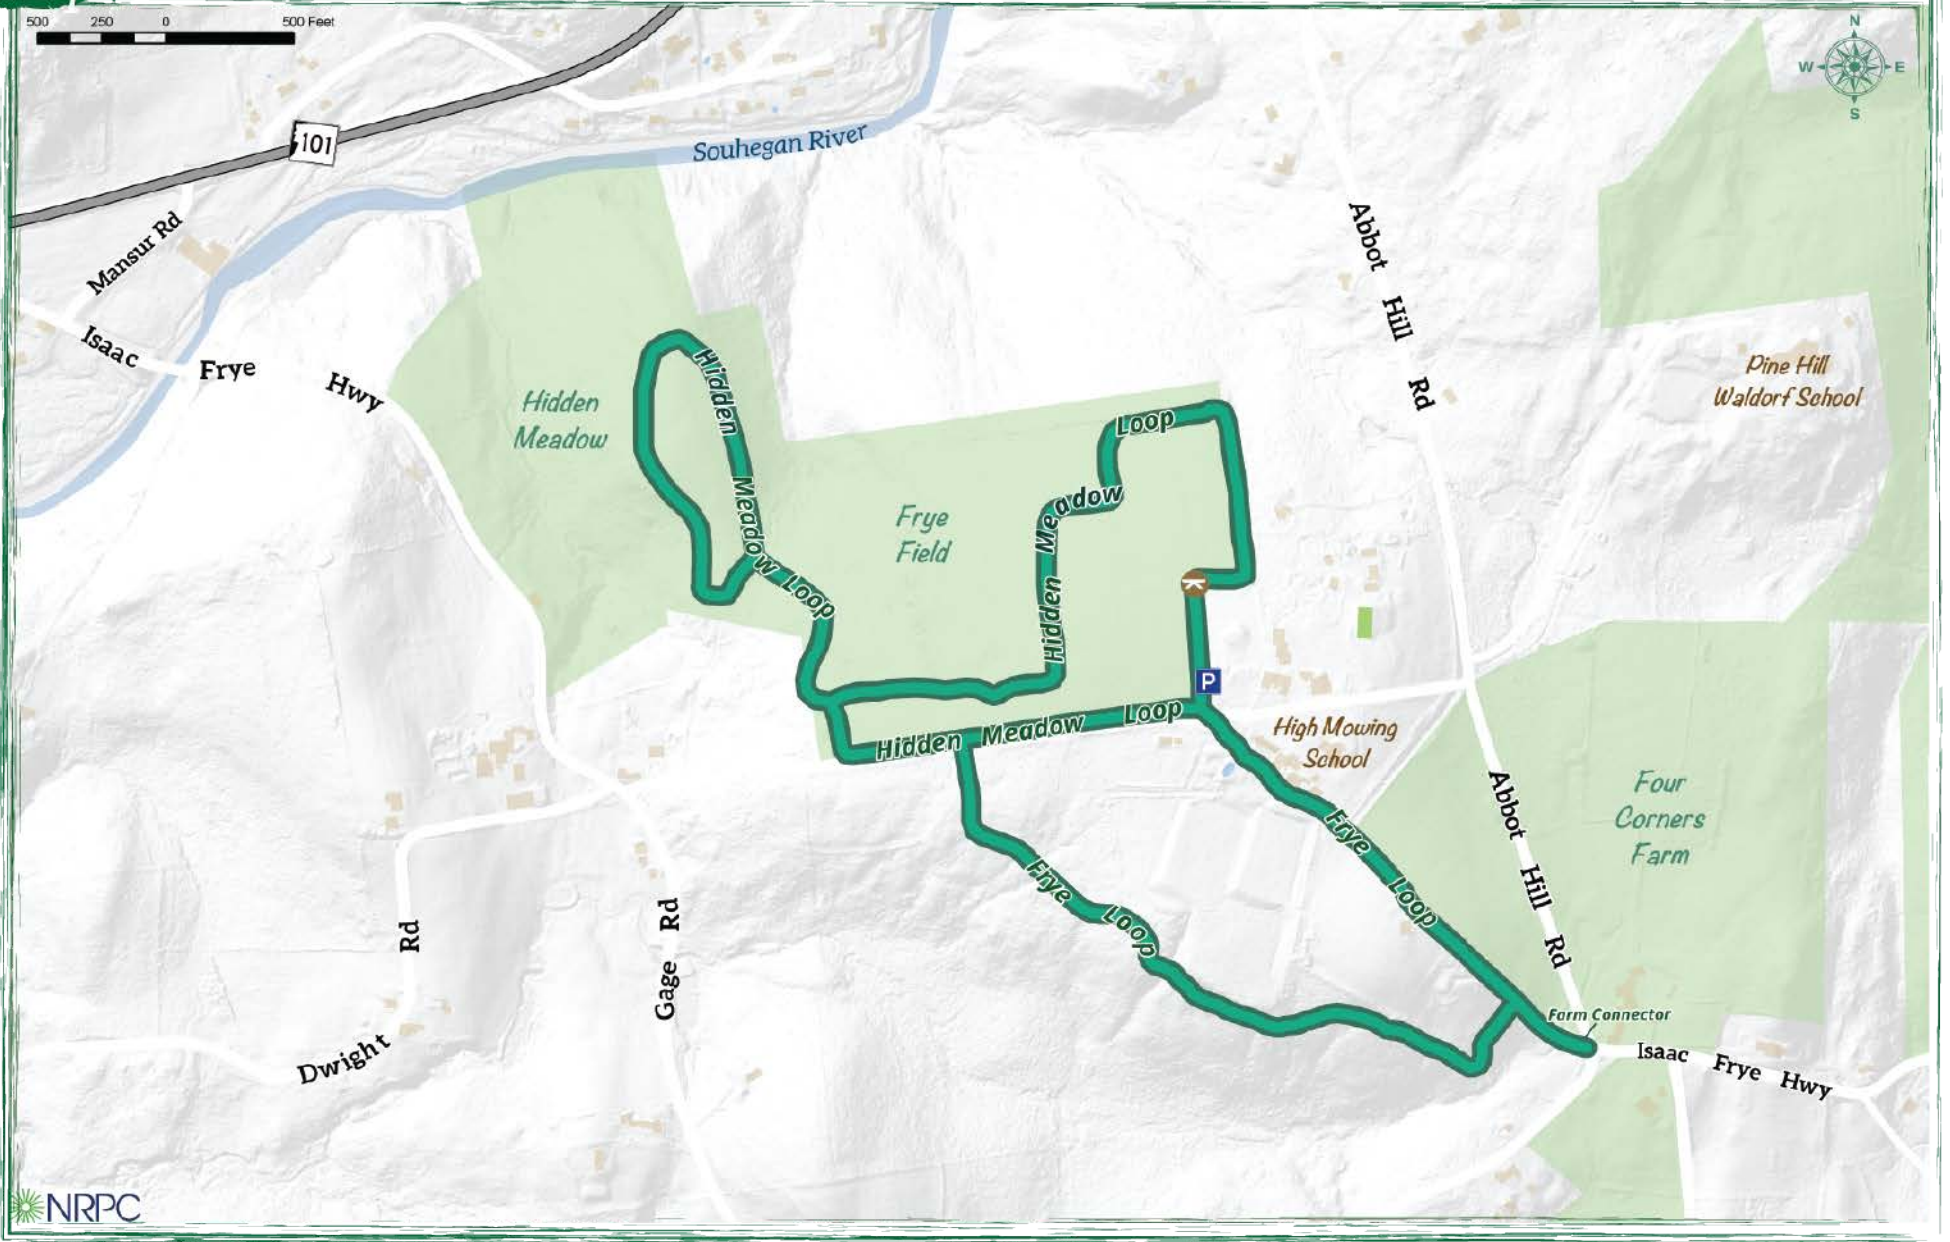 500 250 0 500 Feet
N
W E
S
101
Souhegan River
Mansur Rd
Isaac Frye Hwy
Abbot Hill Rd
Pine Hill
Waldorf School
Hidden
Meadow
Hidden Meadow Loop
Frye
Field
Hidden Meadow Loop
P
Hidden Meadow Loop
High Mowing
School
Four
Corners
Farm
Abbot Hill Rd
Frye Loop
Frye Loop
Farm Connector
Isaac Frye Hwy
Gage Rd
Dwight Rd
NRPC